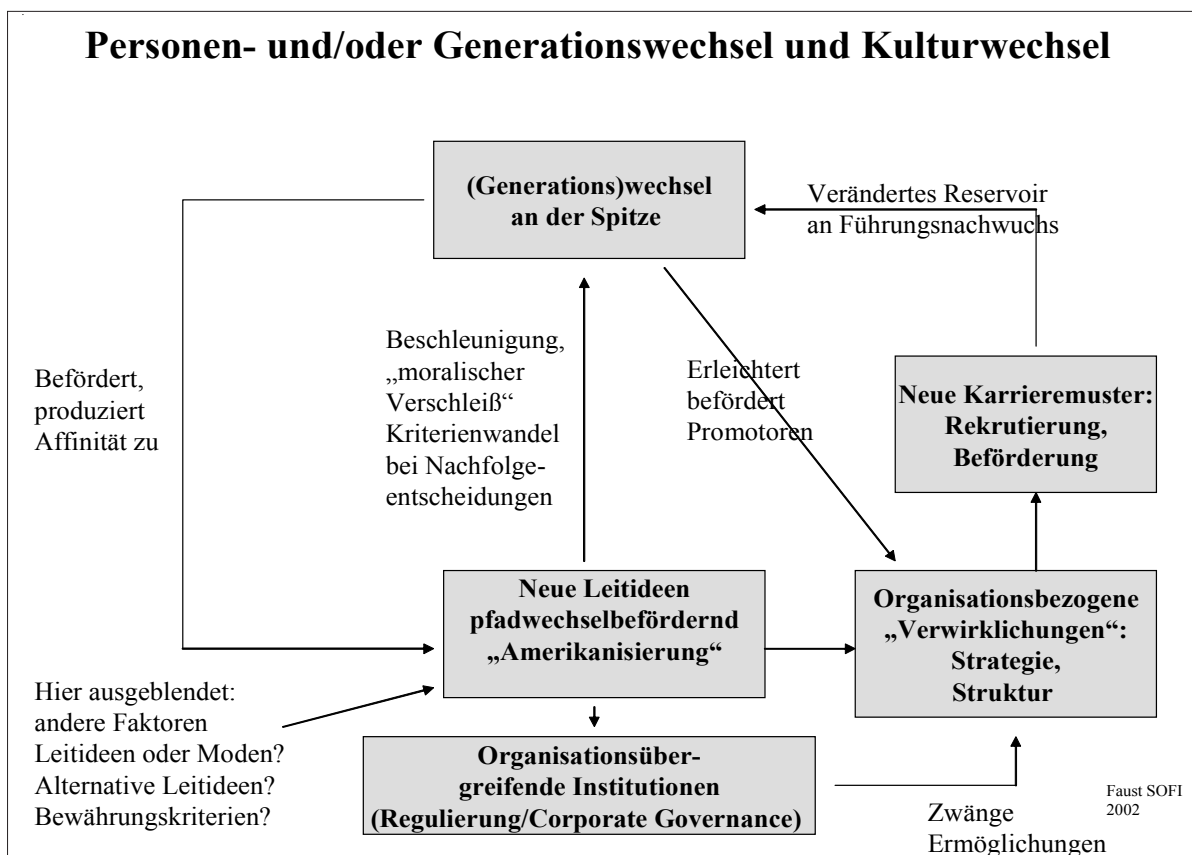 Personen- und/oder Generationswechsel und Kulturwechsel
(Generations)wechsel
an der Spitze
Verändertes Reservoir
an Führungsnachwuchs
Befördert,
produziert
Affinität zu
Beschleunigung,
„moralischer
Verschleiß“
Kriterienwandel
bei Nachfolge-
entscheidungen
Erleichtert
befördert
Promotoren
Neue Karrieremuster:
Rekrutierung,
Beförderung
Neue Leitideen
pfadwechselbefördernd
„Amerikanisierung“
Organisationsbezogene
„Verwirklichungen“:
Strategie,
Struktur
Hier ausgeblendet:
andere Faktoren
Leitideen oder Moden?
Alternative Leitideen?
Bewährungskriterien?
Organisationsüber-
greifende Institutionen
(Regulierung/Corporate Governance)
Zwänge
Ermöglichungen
Faust SOFI
2002